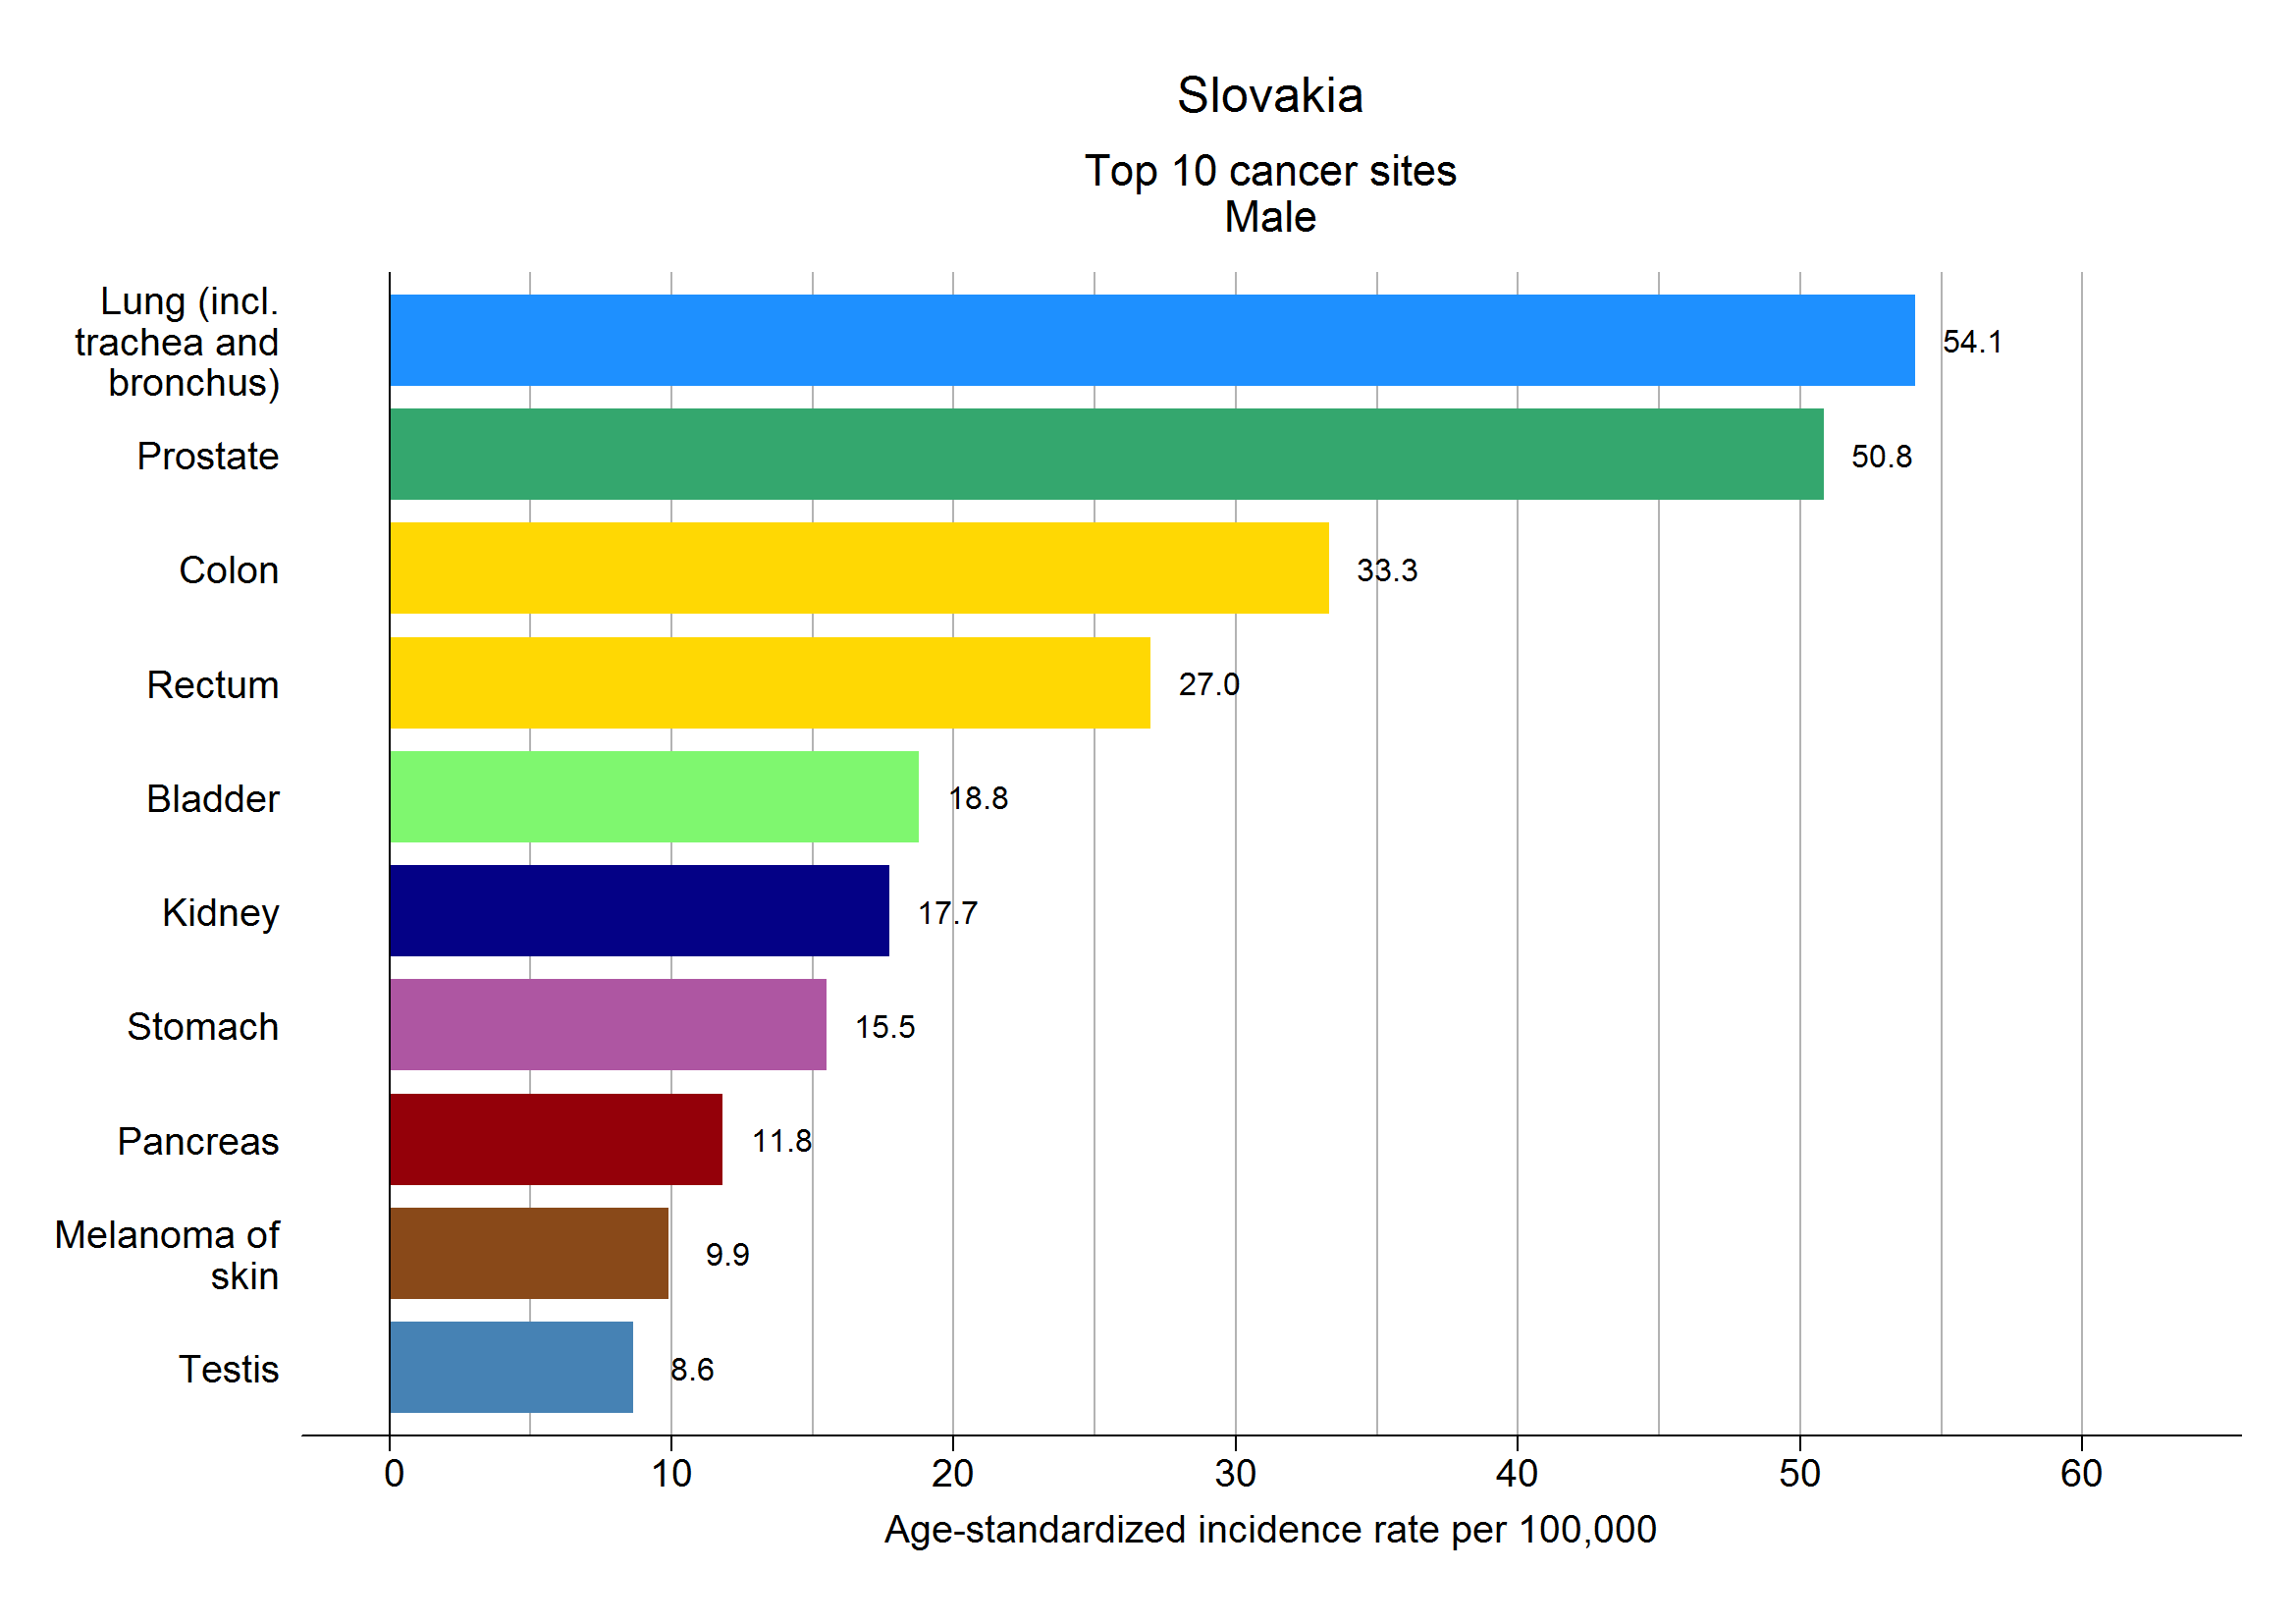 Slovakia
Top 10 cancer sites
Male
Lung (incl.
trachea and
bronchus)
54.1
Prostate
50.8
Colon
33.3
Rectum
27.0
Bladder
18.8
Kidney
17.7
Stomach
15.5
Pancreas
11.8
Melanoma of
skin
9.9
Testis
8.6
0 10 20 30 40 50 60
Age-standardized incidence rate per 100,000